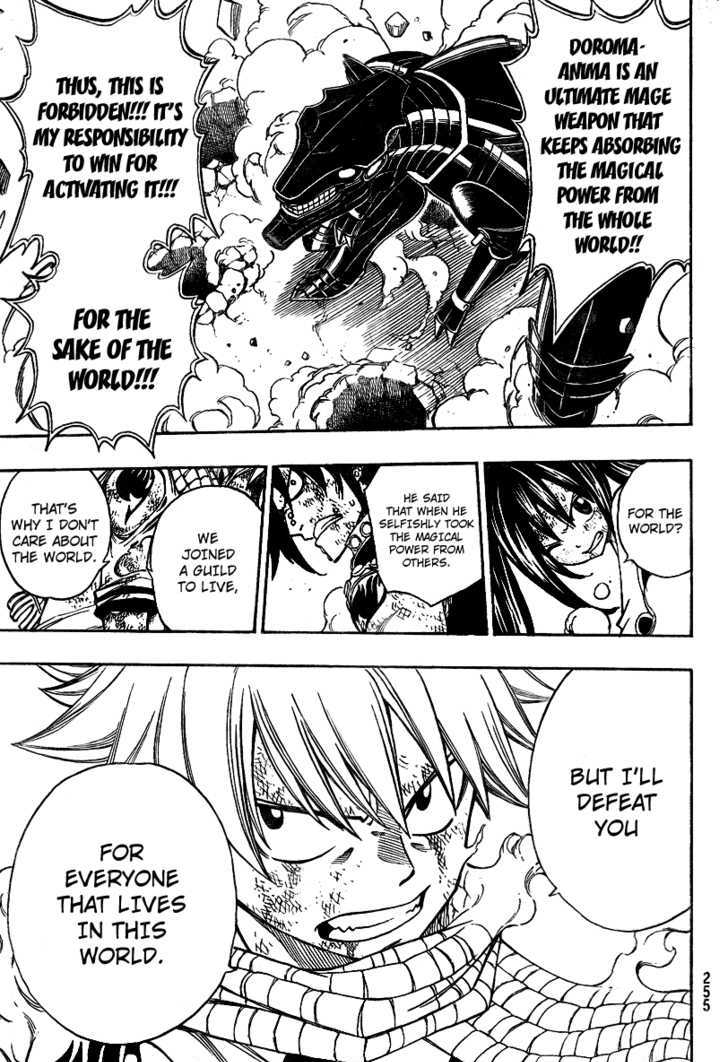 DOROMA-
ANIMA IS AN
ULTIMATE MAGE
WEAPON THAT
KEEPS ABSORBING
THE MAGICAL
POWER FROM
THE WHOLE
WORLD!!
THUS, THIS IS
FORBIDDEN!!! IT'S
MY RESPONSIBILITY
TO WIN FOR
ACTIVATING IT!!!
FOR THE
SAKE OF THE
WORLD!!!
FOR THE
WORLD?
HE SAID
THAT WHEN HE
SELFISHLY TOOK
THE MAGICAL
POWER FROM
OTHERS.
WE
JOINED
A GUILD
TO LIVE,
THAT'S
WHY I DON'T
CARE ABOUT
THE WORLD.
BUT I'LL
DEFEAT
YOU
FOR
EVERYONE
THAT LIVES
IN THIS
WORLD.
255